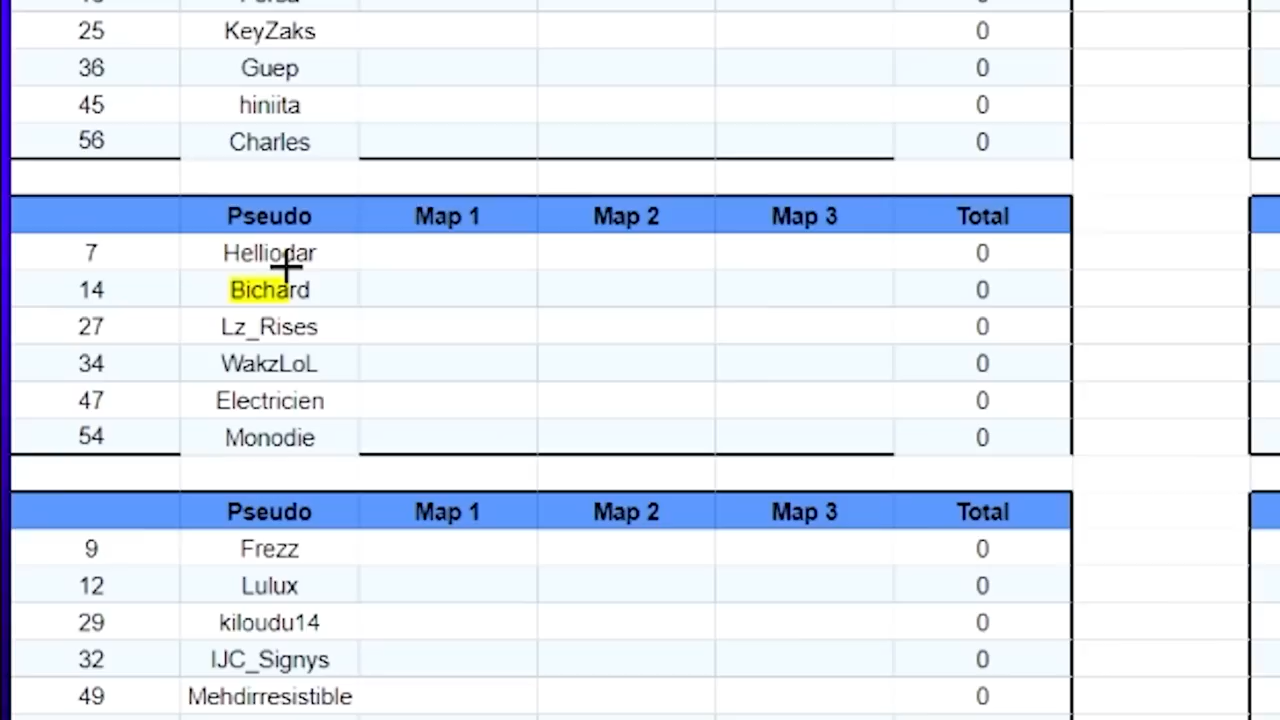 25 KeyZaks 0
36 Guep 0
45 hiniita 0
56 Charles 0
Pseudo Map 1 Map 2 Map 3 Total
7 Helliodar 0
14 Bichard 0
27 Lz_Rises 0
34 WakzLoL 0
47 Electricien 0
54 Monodie 0
Pseudo Map 1 Map 2 Map 3 Total
9 Frezz 0
12 Lulux 0
29 kiloudu14 0
32 IJC_Signys 0
49 Mehdirresistible 0